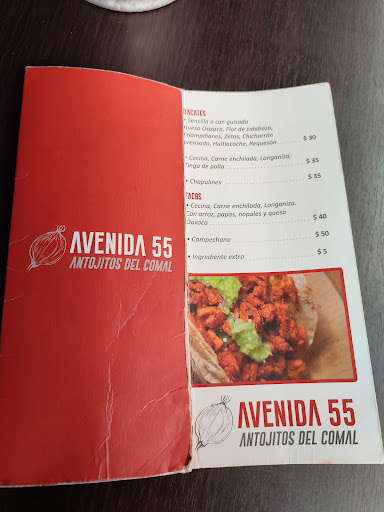 AVENIDA 55
ANTOJITOS DEL COMAL
ITACATES
• Sencilla o con guisado
Queso Oaxaca, Flor de calabaza,
Champiñones, Zetas, Chicharrón
prensado, Huitlacoche, Requesón $ 30
• Cecina, Carne enchilada, Longaniza,
Tinga de pollo $ 35
• Chapulines $ 35
TACOS
• Cecina, Carne enchilada, Longaniza.
Con arroz, papas, nopales y queso
Oaxaca $ 40
• Campechano $ 50
• Ingrediente extra $ 5
AVENIDA 55
ANTOJITOS DEL COMAL